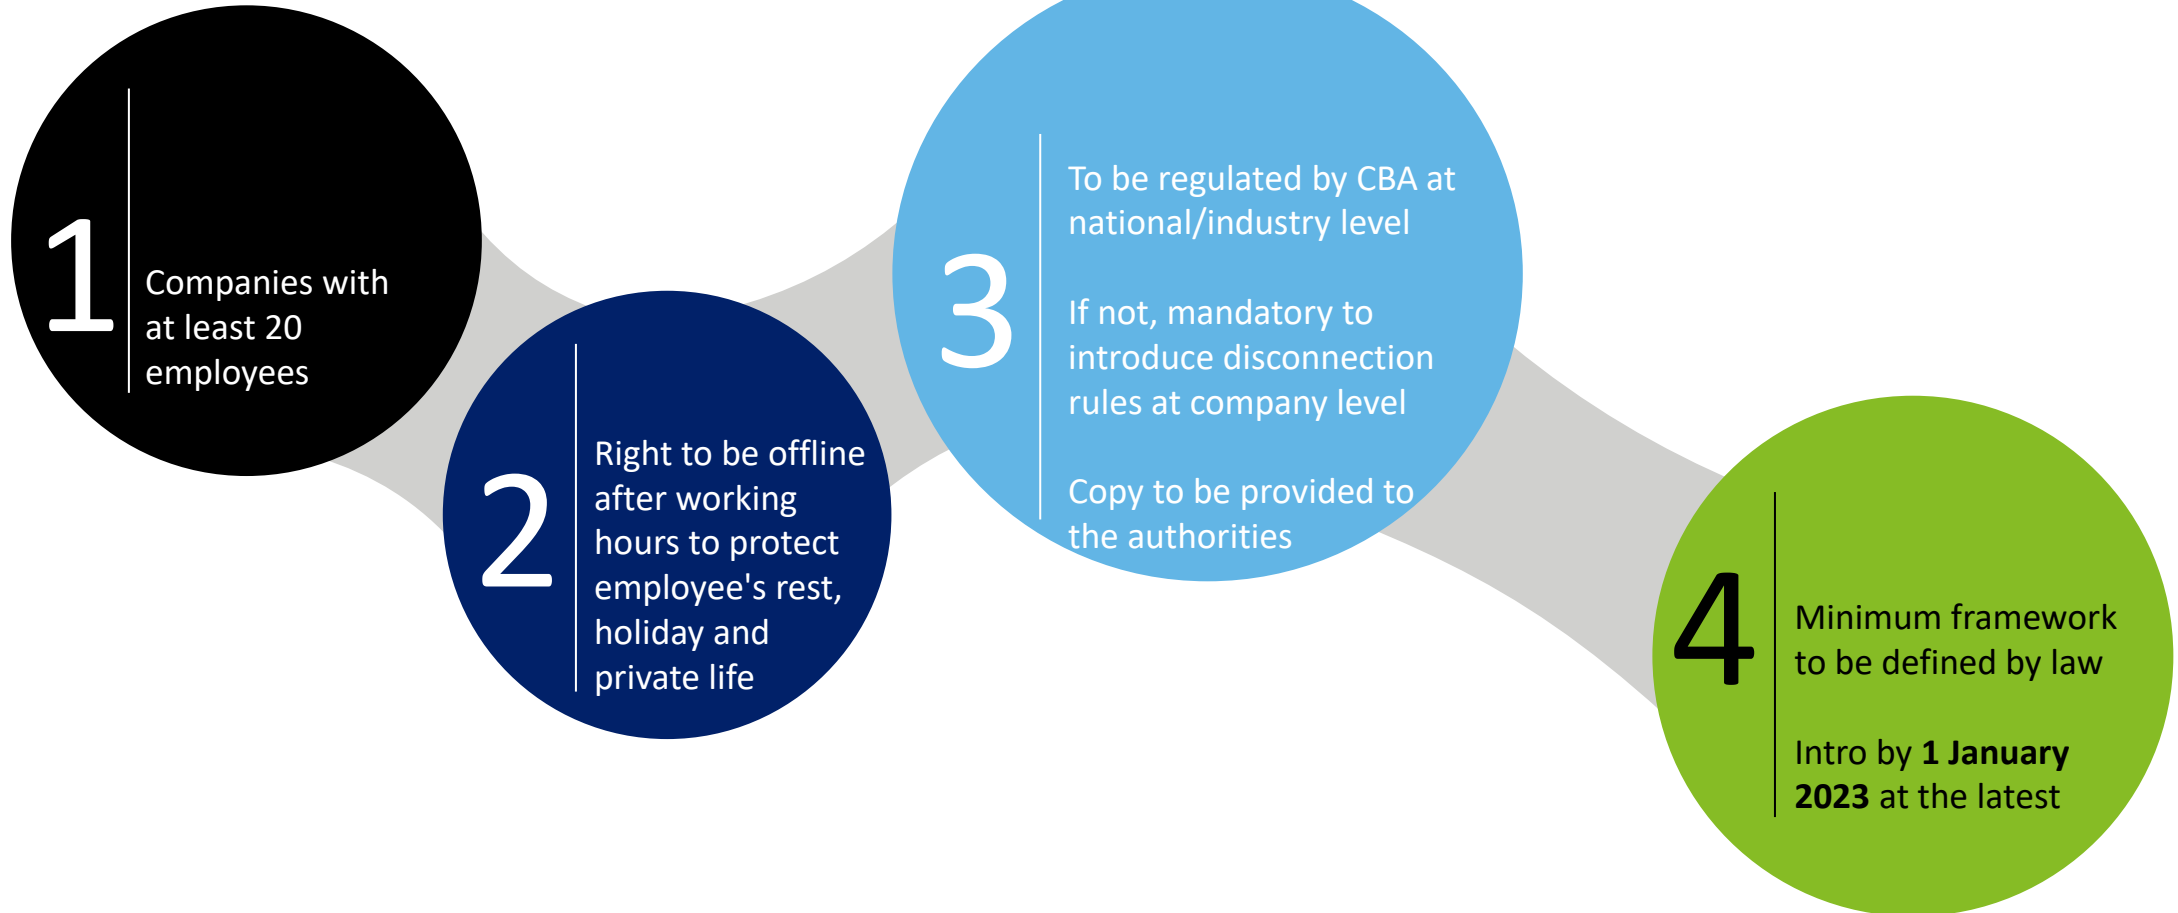 1
Companies with
at least 20
employees
2
Right to be offline
after working
hours to protect
employee's rest,
holiday and
private life
3
To be regulated by CBA at
national/industry level
If not, mandatory to
introduce disconnection
rules at company level
Copy to be provided to
the authorities
4
Minimum framework
to be defined by law
Intro by 1 January
2023 at the latest